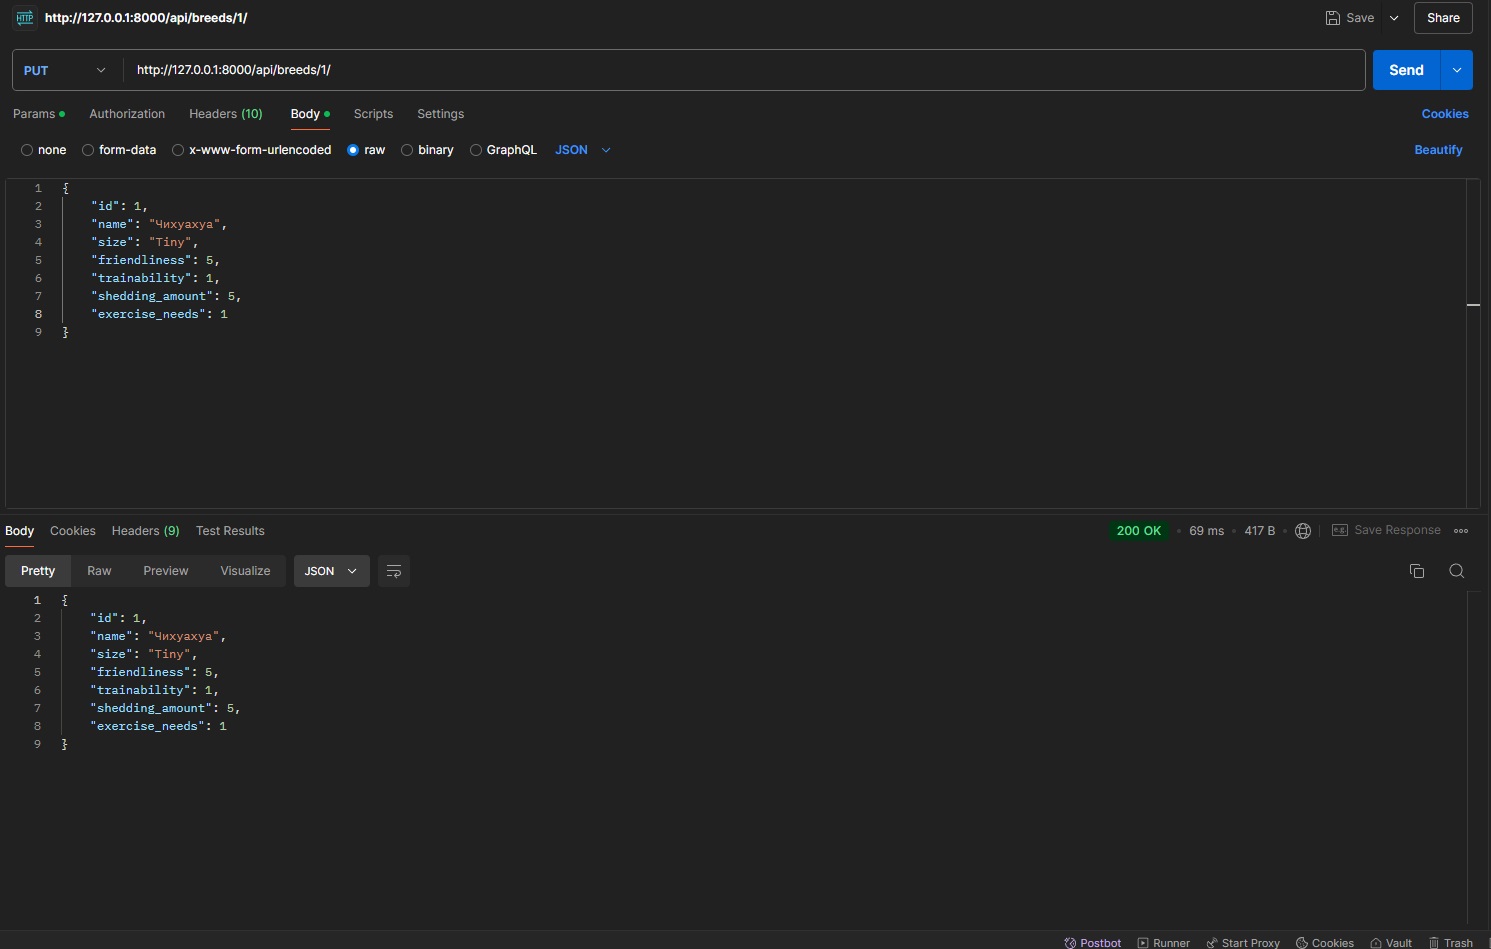 HTTP http://127.0.0.1:8000/api/breeds/1/ Save Share
PUT http://127.0.0.1:8000/api/breeds/1/ Send
Params Authorization Headers (10) Body Scripts Settings Cookies
none form-data x-www-form-urlencoded raw binary GraphQL JSON Beautify
1 {
2 "id": 1,
3 "name": "Чихуахуа",
4 "size": "Tiny",
5 "friendliness": 5,
6 "trainability": 1,
7 "shedding_amount": 5,
8 "exercise_needs": 1
9 }
Body Cookies Headers (9) Test Results 200 OK 69 ms 417 B e.g. Save Response
Pretty Raw Preview Visualize JSON
1 {
2 "id": 1,
3 "name": "Чихуахуа",
4 "size": "Tiny",
5 "friendliness": 5,
6 "trainability": 1,
7 "shedding_amount": 5,
8 "exercise_needs": 1
9 }
Postbot Runner Start Proxy Cookies Vault Trash